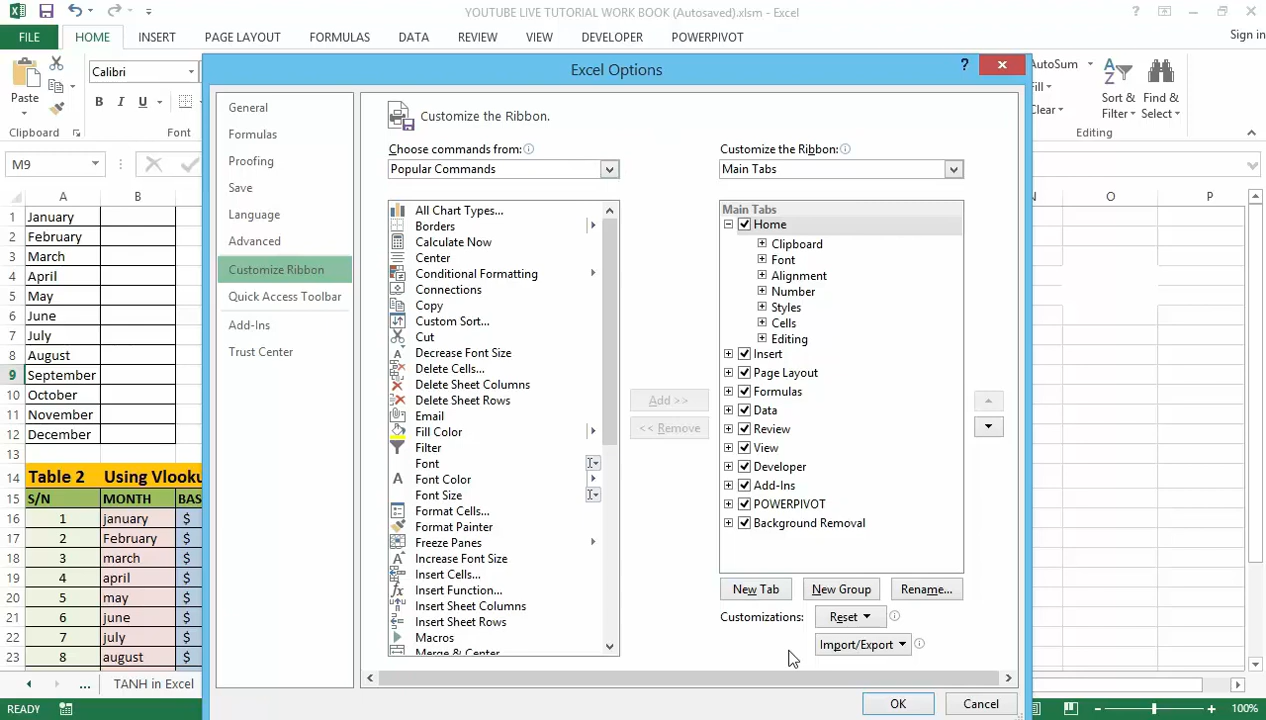 YOUTUBE LIVE TUTORIAL WORK BOOK (Autosaved).xlsm - Excel
FILE HOME INSERT PAGE LAYOUT FORMULAS DATA REVIEW VIEW DEVELOPER POWERPIVOT Sign in
Paste
Calibri
B I U
Clipboard
Font
AutoSum
Fill
Clear
Sort & Filter
Find & Select
Editing
M9
A B O P
1 January
2 February
3 March
4 April
5 May
6 June
7 July
8 August
9 September
10 October
11 November
12 December
13
14 Table 2 Using Vlooku
15 S/N MONTH BAS
16 1 january $
17 2 February $
18 3 march $
19 4 april $
20 5 may $
21 6 june $
22 7 july $
23 8 august $
... TANH in Excel
READY
100%
Excel Options
?
General
Formulas
Proofing
Save
Language
Advanced
Customize Ribbon
Quick Access Toolbar
Add-Ins
Trust Center
Customize the Ribbon.
Choose commands from:
Popular Commands
All Chart Types...
Borders
Calculate Now
Center
Conditional Formatting
Connections
Copy
Custom Sort...
Cut
Decrease Font Size
Delete Cells...
Delete Sheet Columns
Delete Sheet Rows
Email
Fill Color
Filter
Font
Font Color
Font Size
Format Cells...
Format Painter
Freeze Panes
Increase Font Size
Insert Cells...
Insert Function...
Insert Sheet Columns
Insert Sheet Rows
Macros
Merge & Center
Add >>
<< Remove
Customize the Ribbon:
Main Tabs
Main Tabs
Home
Clipboard
Font
Alignment
Number
Styles
Cells
Editing
Insert
Page Layout
Formulas
Data
Review
View
Developer
Add-Ins
POWERPIVOT
Background Removal
New Tab New Group Rename...
Customizations: Reset
Import/Export
OK Cancel